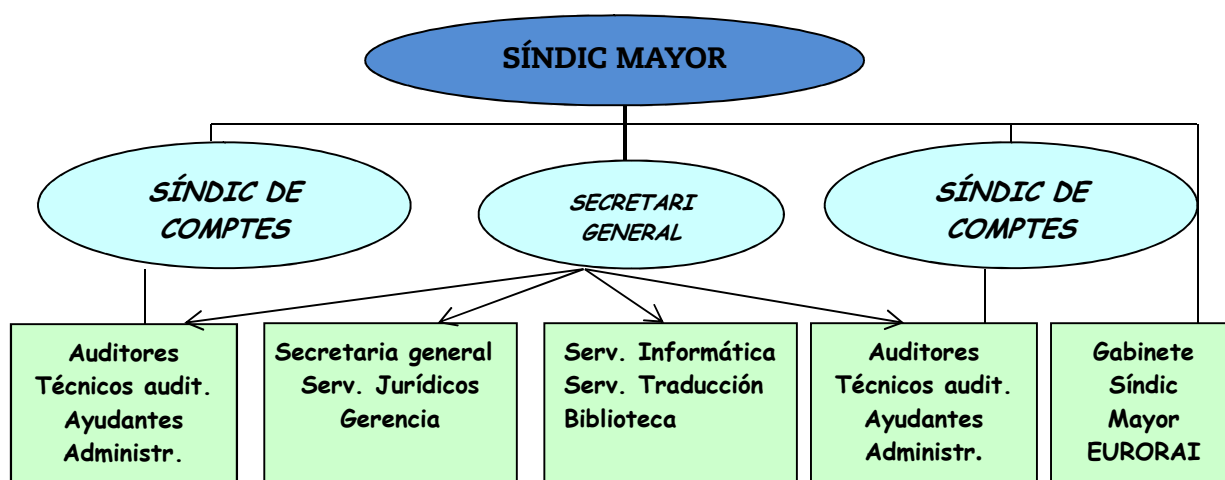 SÍNDIC MAYOR
SÍNDIC DE
COMPTES
SECRETARI
GENERAL
SÍNDIC DE
COMPTES
Auditores
Técnicos audit.
Ayudantes
Administr.
Secretaria general
Serv. Jurídicos
Gerencia
Serv. Informática
Serv. Traducción
Biblioteca
Auditores
Técnicos audit.
Ayudantes
Administr.
Gabinete
Síndic
Mayor
EURORAI